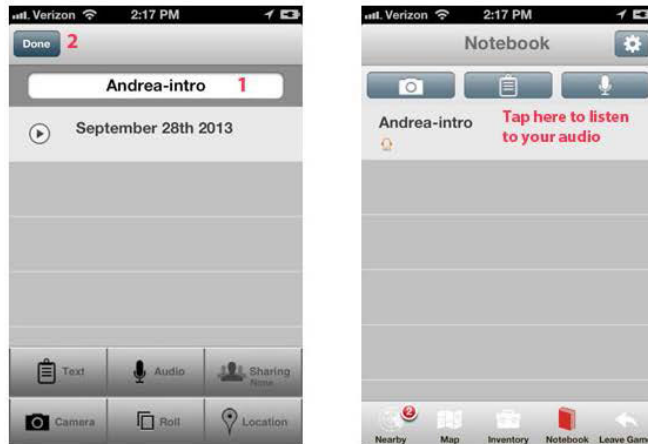 Verizon 2:17 PM
Done 2
Andrea-intro 1
September 28th 2013
Text Audio Sharing
None
Camera Roll Location
Verizon 2:17 PM
Notebook
Andrea-intro
Tap here to listen
to your audio
2
Nearby Map Inventory Notebook Leave Game